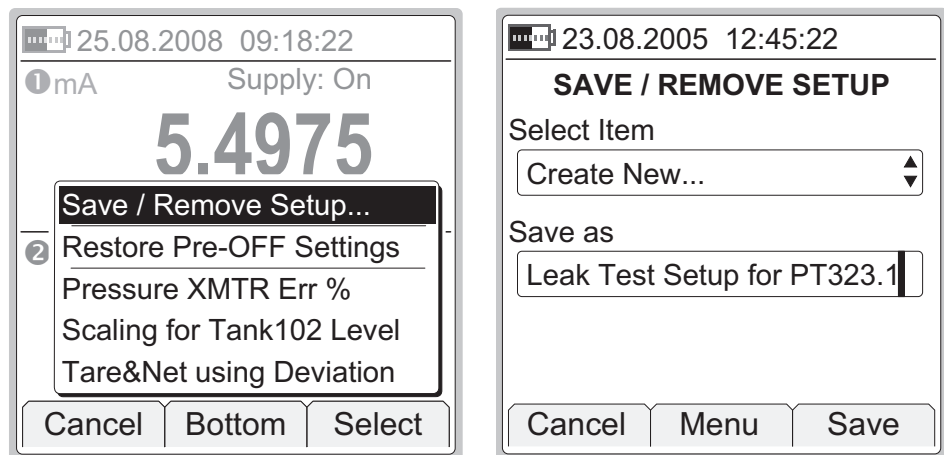 25.08.2008 09:18:22
❶ mA Supply: On
5.4975
Save / Remove Setup...
❷ Restore Pre-OFF Settings
Pressure XMTR Err %
Scaling for Tank102 Level
Tare&Net using Deviation
Cancel Bottom Select
23.08.2005 12:45:22
SAVE / REMOVE SETUP
Select Item
Create New...
Save as
Leak Test Setup for PT323.1
Cancel Menu Save